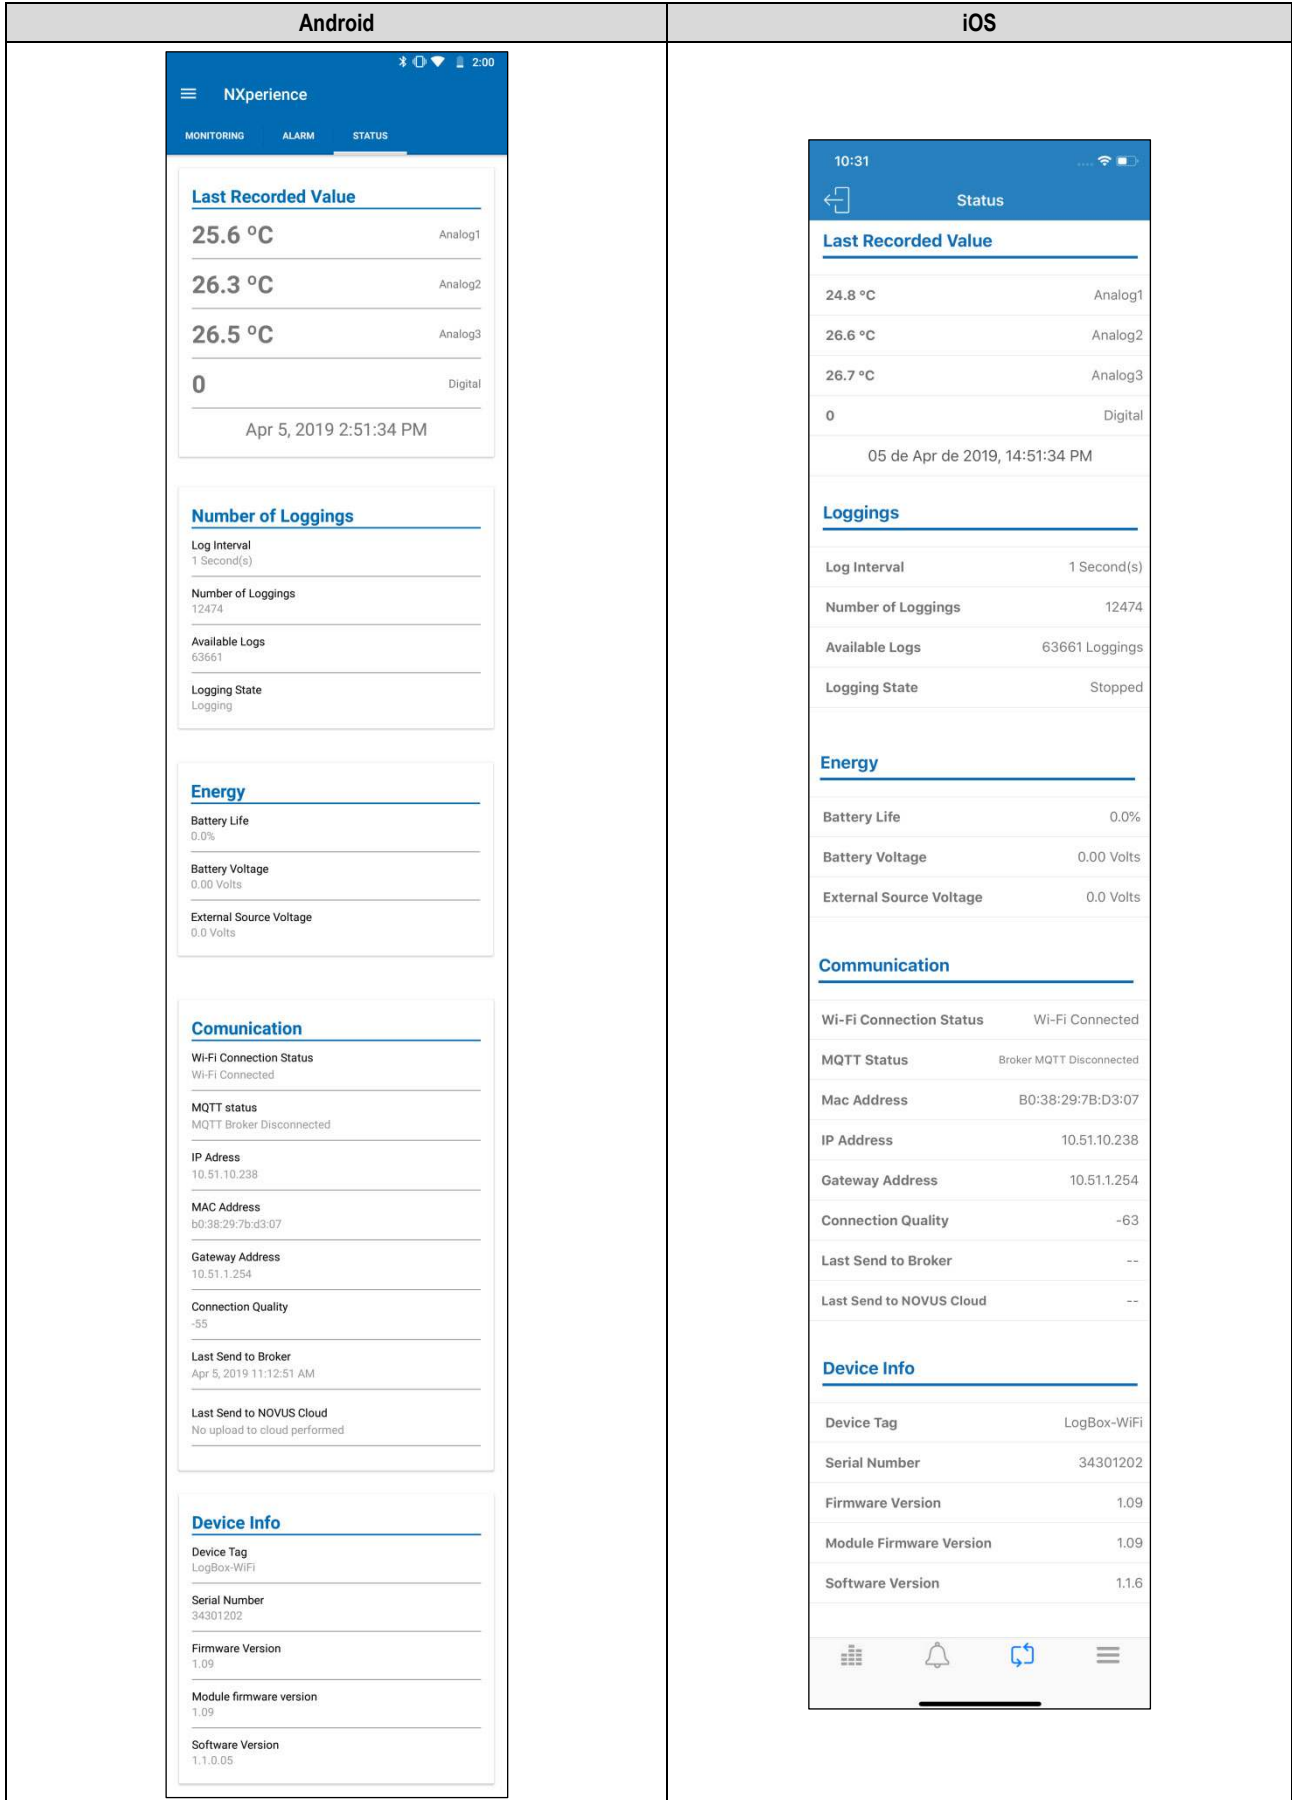 Android
iOS
2:00
NXperience
MONITORING ALARM STATUS
Last Recorded Value
25.6 ºC Analog1
26.3 ºC Analog2
26.5 ºC Analog3
0 Digital
Apr 5, 2019 2:51:34 PM
Number of Loggings
Log Interval
1 Second(s)
Number of Loggings
12474
Available Logs
63661
Logging State
Logging
Energy
Battery Life
0.0%
Battery Voltage
0.00 Volts
External Source Voltage
0.0 Volts
Comunication
Wi-Fi Connection Status
Wi-Fi Connected
MQTT status
MQTT Broker Disconnected
IP Adress
10.51.10.238
MAC Address
b0:38:29:7b:d3:07
Gateway Address
10.51.1.254
Connection Quality
-55
Last Send to Broker
Apr 5, 2019 11:12:51 AM
Last Send to NOVUS Cloud
No upload to cloud performed
Device Info
Device Tag
LogBox-WiFi
Serial Number
34301202
Firmware Version
1.09
Module firmware version
1.09
Software Version
1.1.0.05
10:31
Status
Last Recorded Value
24.8 ºC Analog1
26.6 ºC Analog2
26.7 ºC Analog3
0 Digital
05 de Apr de 2019, 14:51:34 PM
Loggings
Log Interval 1 Second(s)
Number of Loggings 12474
Available Logs 63661 Loggings
Logging State Stopped
Energy
Battery Life 0.0%
Battery Voltage 0.00 Volts
External Source Voltage 0.0 Volts
Communication
Wi-Fi Connection Status Wi-Fi Connected
MQTT Status Broker MQTT Disconnected
Mac Address B0:38:29:7B:D3:07
IP Address 10.51.10.238
Gateway Address 10.51.1.254
Connection Quality -63
Last Send to Broker --
Last Send to NOVUS Cloud --
Device Info
Device Tag LogBox-WiFi
Serial Number 34301202
Firmware Version 1.09
Module Firmware Version 1.09
Software Version 1.1.6